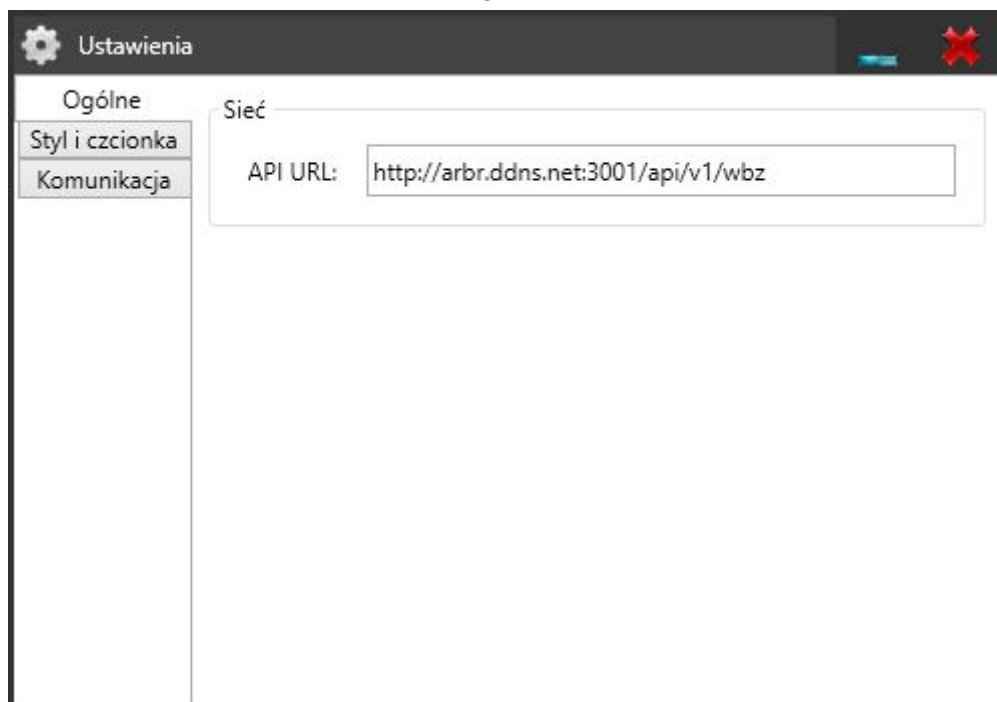 Ustawienia
Ogólne
Styl i czcionka
Komunikacja
Sieć
API URL: http://arbr.ddns.net:3001/api/v1/wbz